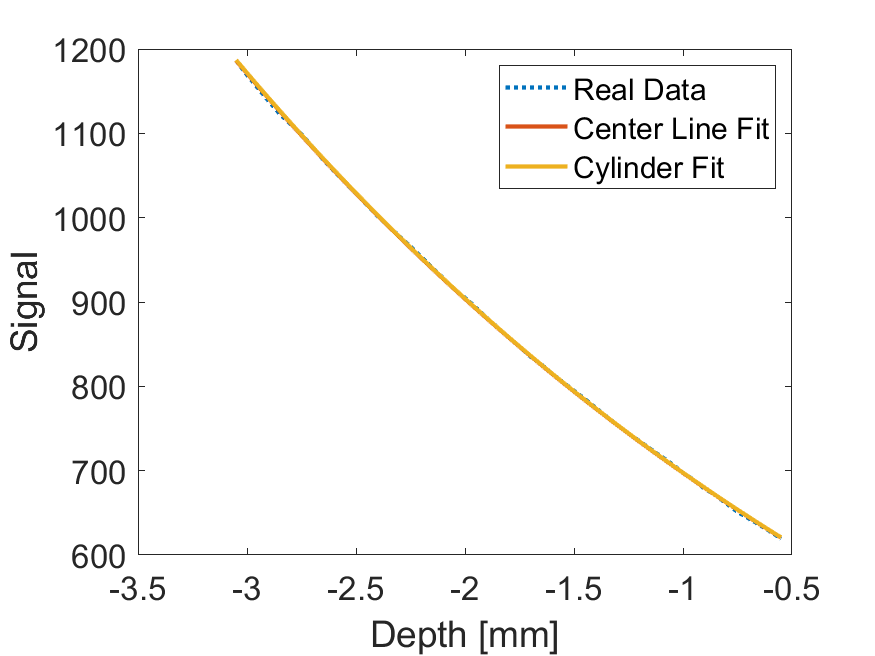 1200
1100
1000
900
800
700
600
Signal
Real Data
Center Line Fit
Cylinder Fit
-3.5 -3 -2.5 -2 -1.5 -1 -0.5
Depth [mm]